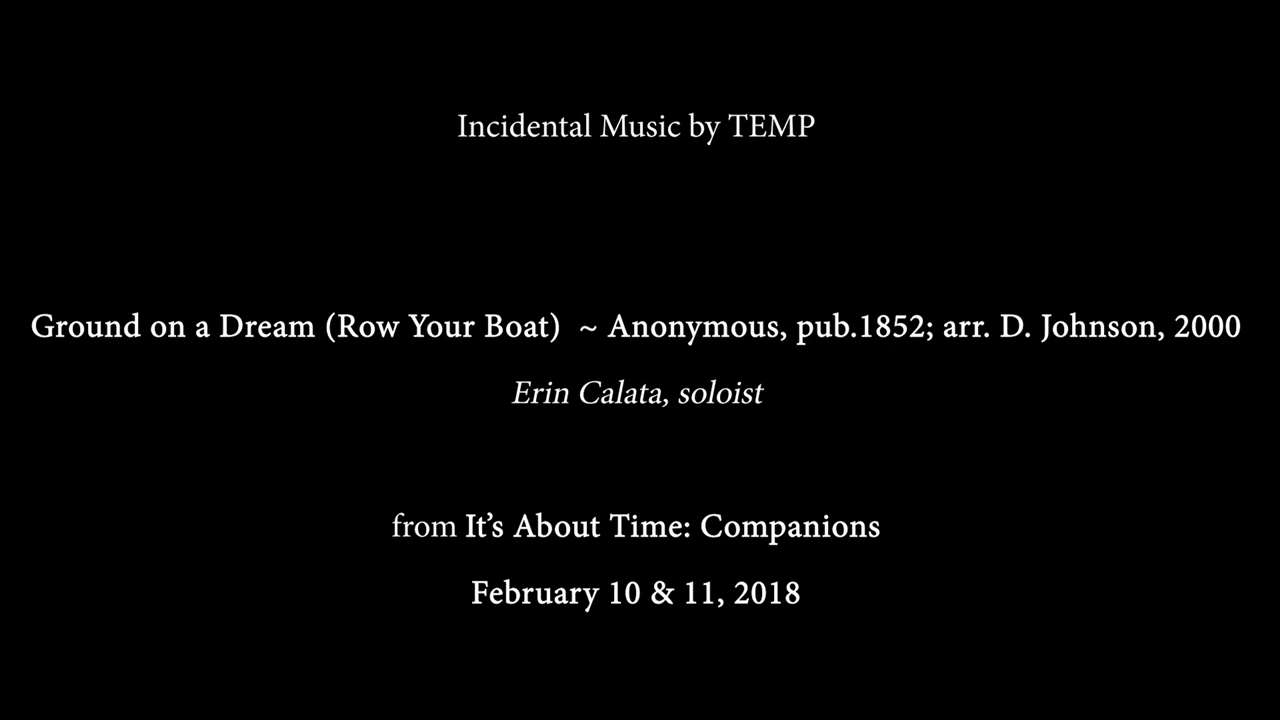 Incidental Music by TEMP
Ground on a Dream (Row Your Boat)  ~ Anonymous, pub.1852; arr. D. Johnson, 2000
Erin Calata, soloist
from It’s About Time: Companions
February 10 & 11, 2018